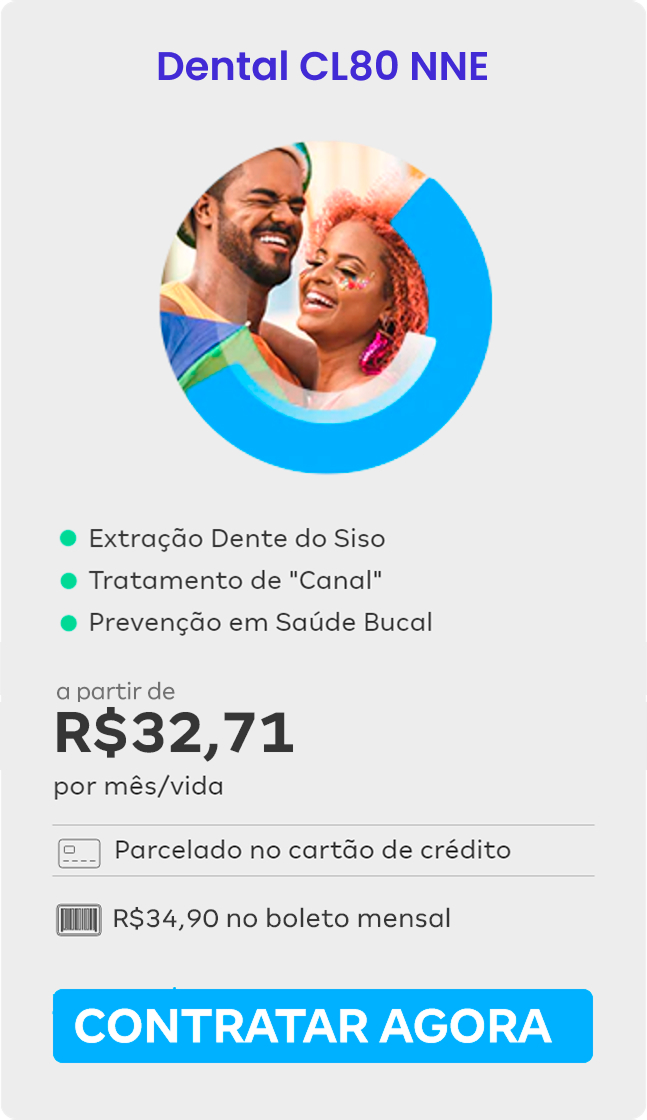 Dental CL80 NNE
Extração Dente do Siso
Tratamento de "Canal"
Prevenção em Saúde Bucal
a partir de
R$32,71
por mês/vida
Parcelado no cartão de crédito
R$34,90 no boleto mensal
CONTRATAR AGORA